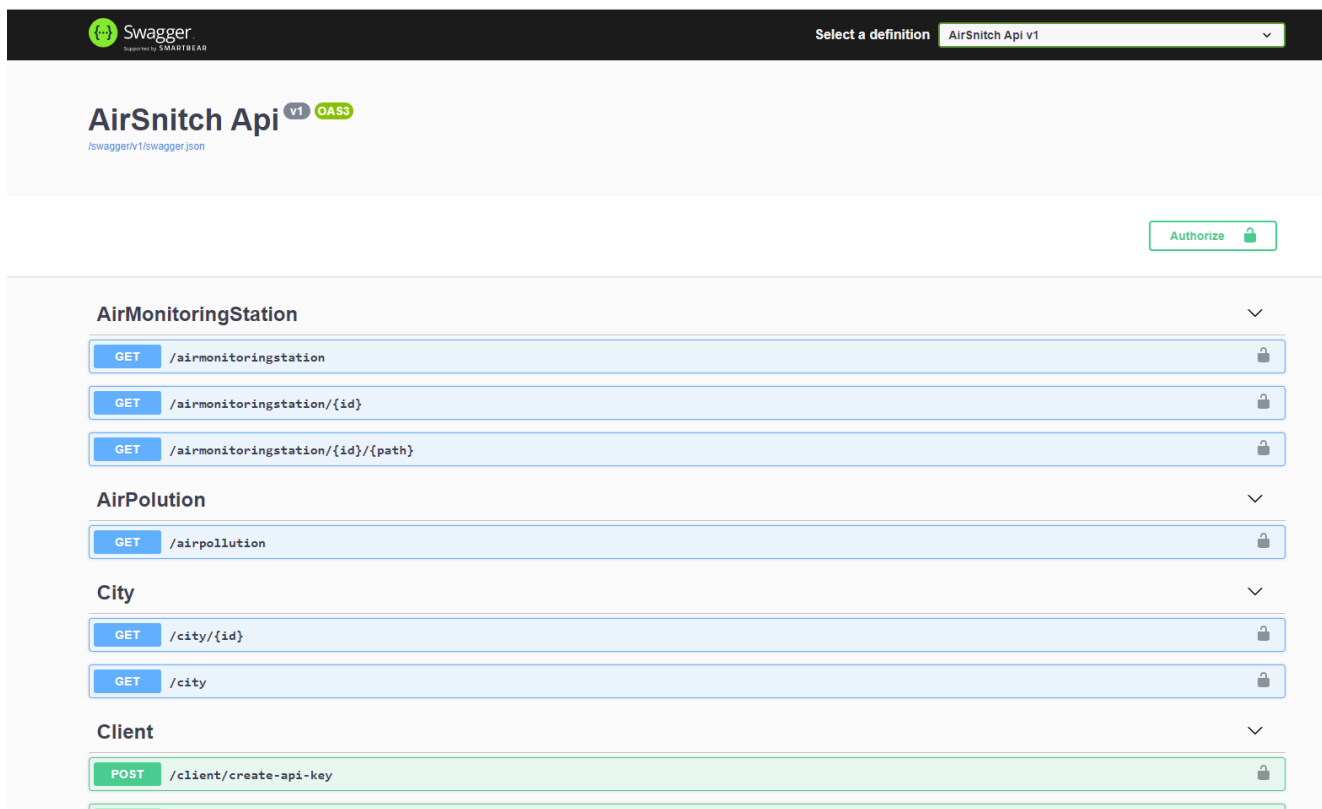 Swagger
Supported by SMARTBEAR
Select a definition
AirSnitch Api v1
AirSnitch Api v1 OAS3
/swagger/v1/swagger.json
Authorize
AirMonitoringStation
GET /airmonitoringstation
GET /airmonitoringstation/{id}
GET /airmonitoringstation/{id}/{path}
AirPolution
GET /airpollution
City
GET /city/{id}
GET /city
Client
POST /client/create-api-key